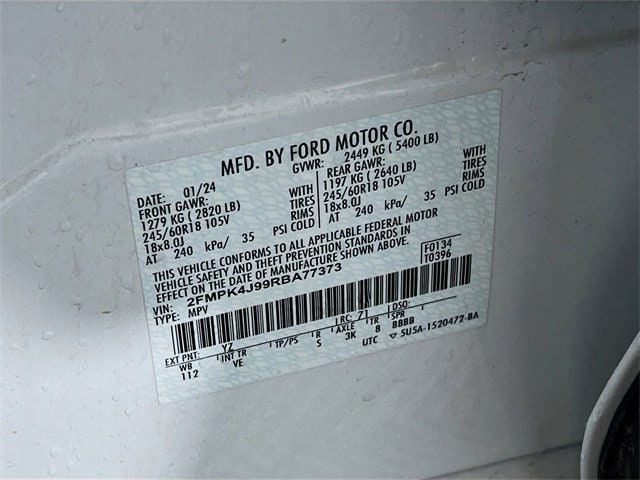 MFD. BY FORD MOTOR CO.
DATE: 01/24 GVWR: 2449 KG ( 5400 LB)
FRONT GAWR: WITH REAR GAWR: WITH
1279 KG ( 2820 LB) TIRES 1197 KG ( 2640 LB) TIRES
245/60R18 105V RIMS 245/60R18 105V RIMS
18x8.0J 18x8.0J
AT 240 kPa/ 35 PSI COLD AT 240 kPa/ 35 PSI COLD
THIS VEHICLE CONFORMS TO ALL APPLICABLE FEDERAL MOTOR
VEHICLE SAFETY AND THEFT PREVENTION STANDARDS IN
EFFECT ON THE DATE OF MANUFACTURE SHOWN ABOVE.
VIN: 2FMPK4J99RBA77373 F0134
TYPE: MPV T0396
EXT PNT: YZ RC: 71 DSO:
WB INT TR TP/PS R AXLE TR SPR
112 VE S 3K B BBBB
UTC 5U5A-1520472-BA